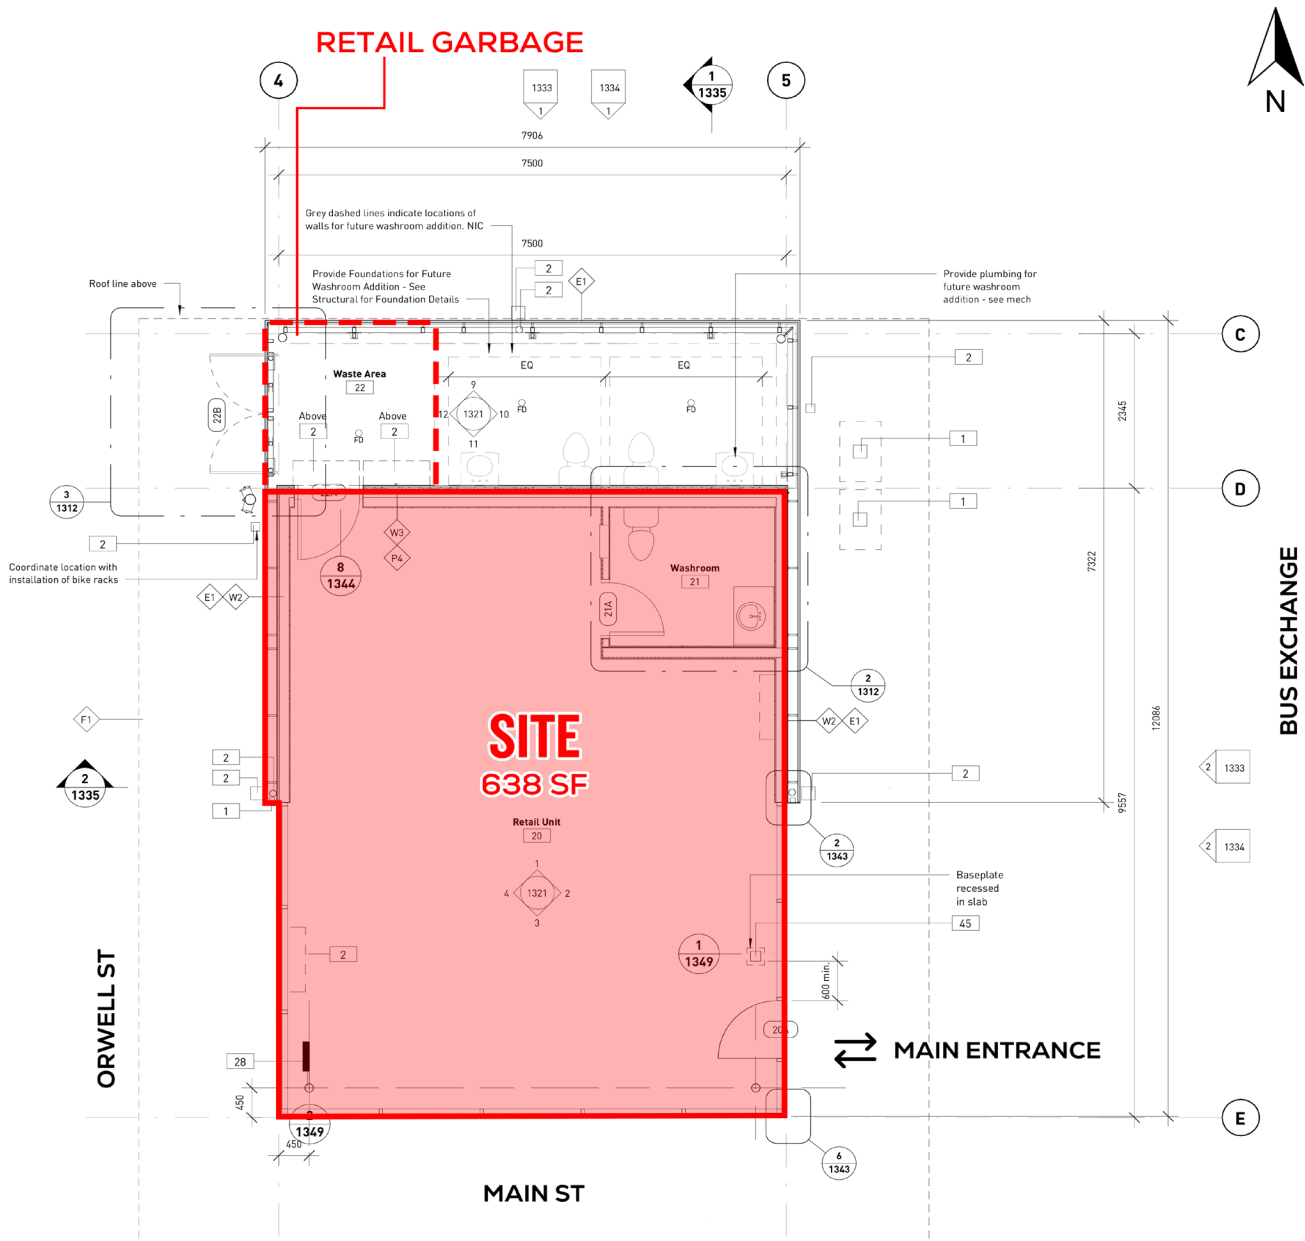 RETAIL GARBAGE
4
1333
1
1334
1
1
1335
5
N
7906
7500
Grey dashed lines indicate locations of
walls for future washroom addition, NIC
7500
Roof line above
Provide Foundations for Future
Washroom Addition - See
Structural for Foundation Details
2
2
E1
Provide plumbing for
future washroom
addition - see mech
C
Waste Area
22
EQ
EQ
2
22B
Above
2
Above
2
FD
9
12
1321
10
11
FD
FD
2345
1
3
1312
22A
D
1
2
Coordinate location with
installation of bike racks
W3
P4
8
1344
E1
W2
Washroom
21
21A
7322
BUS EXCHANGE
2
1312
F1
SITE
638 SF
W2
E1
12086
2
1335
2
2
1
2
9557
2
1333
Retail Unit
20
2
1343
2
1334
1
4
1321
2
3
Baseplate
recessed
in slab
45
2
1
1349
600 min.
ORWELL ST
20A
MAIN ENTRANCE
28
450
1349
450
E
6
1343
MAIN ST